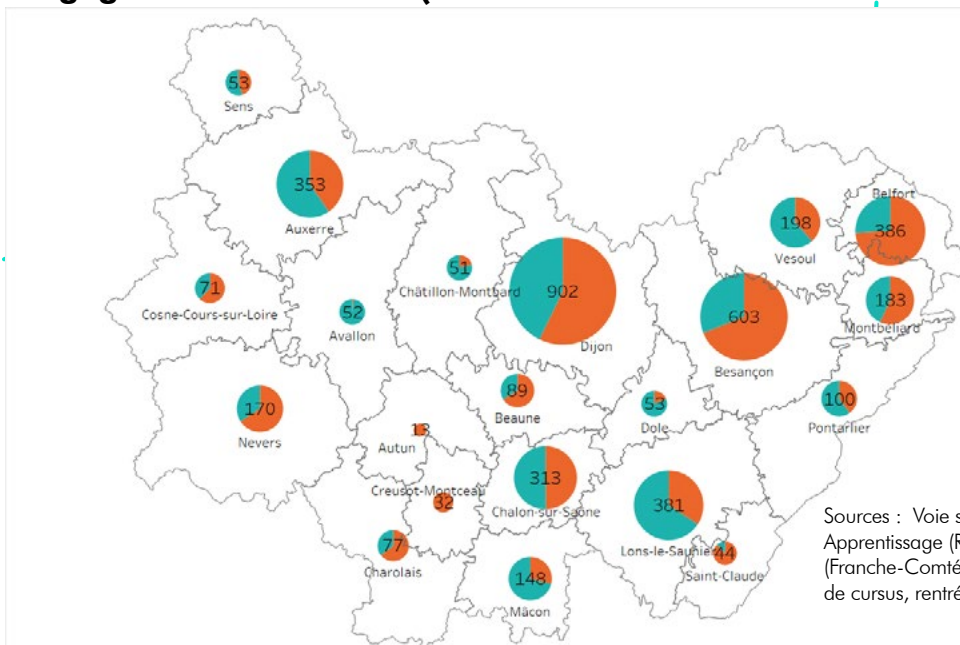 53
Sens
353
Auxerre
198
Vesoul
Belfort
386
51
Châtillon-Montbard
902
Dijon
71
Cosne-Cours-sur-Loire
52
Avallon
603
Besançon
183
Montbéliard
89
Beaune
53
Dole
100
Pontarlier
170
Nevers
13
Autun
Creusot-Montceau
32
313
Chalon-sur-Saône
381
Lons-le-Saunier
44
Saint-Claude
77
Charolais
148
Mâcon
Sources : Voie s
Apprentissage (R
(Franche-Comté
de cursus, rentré